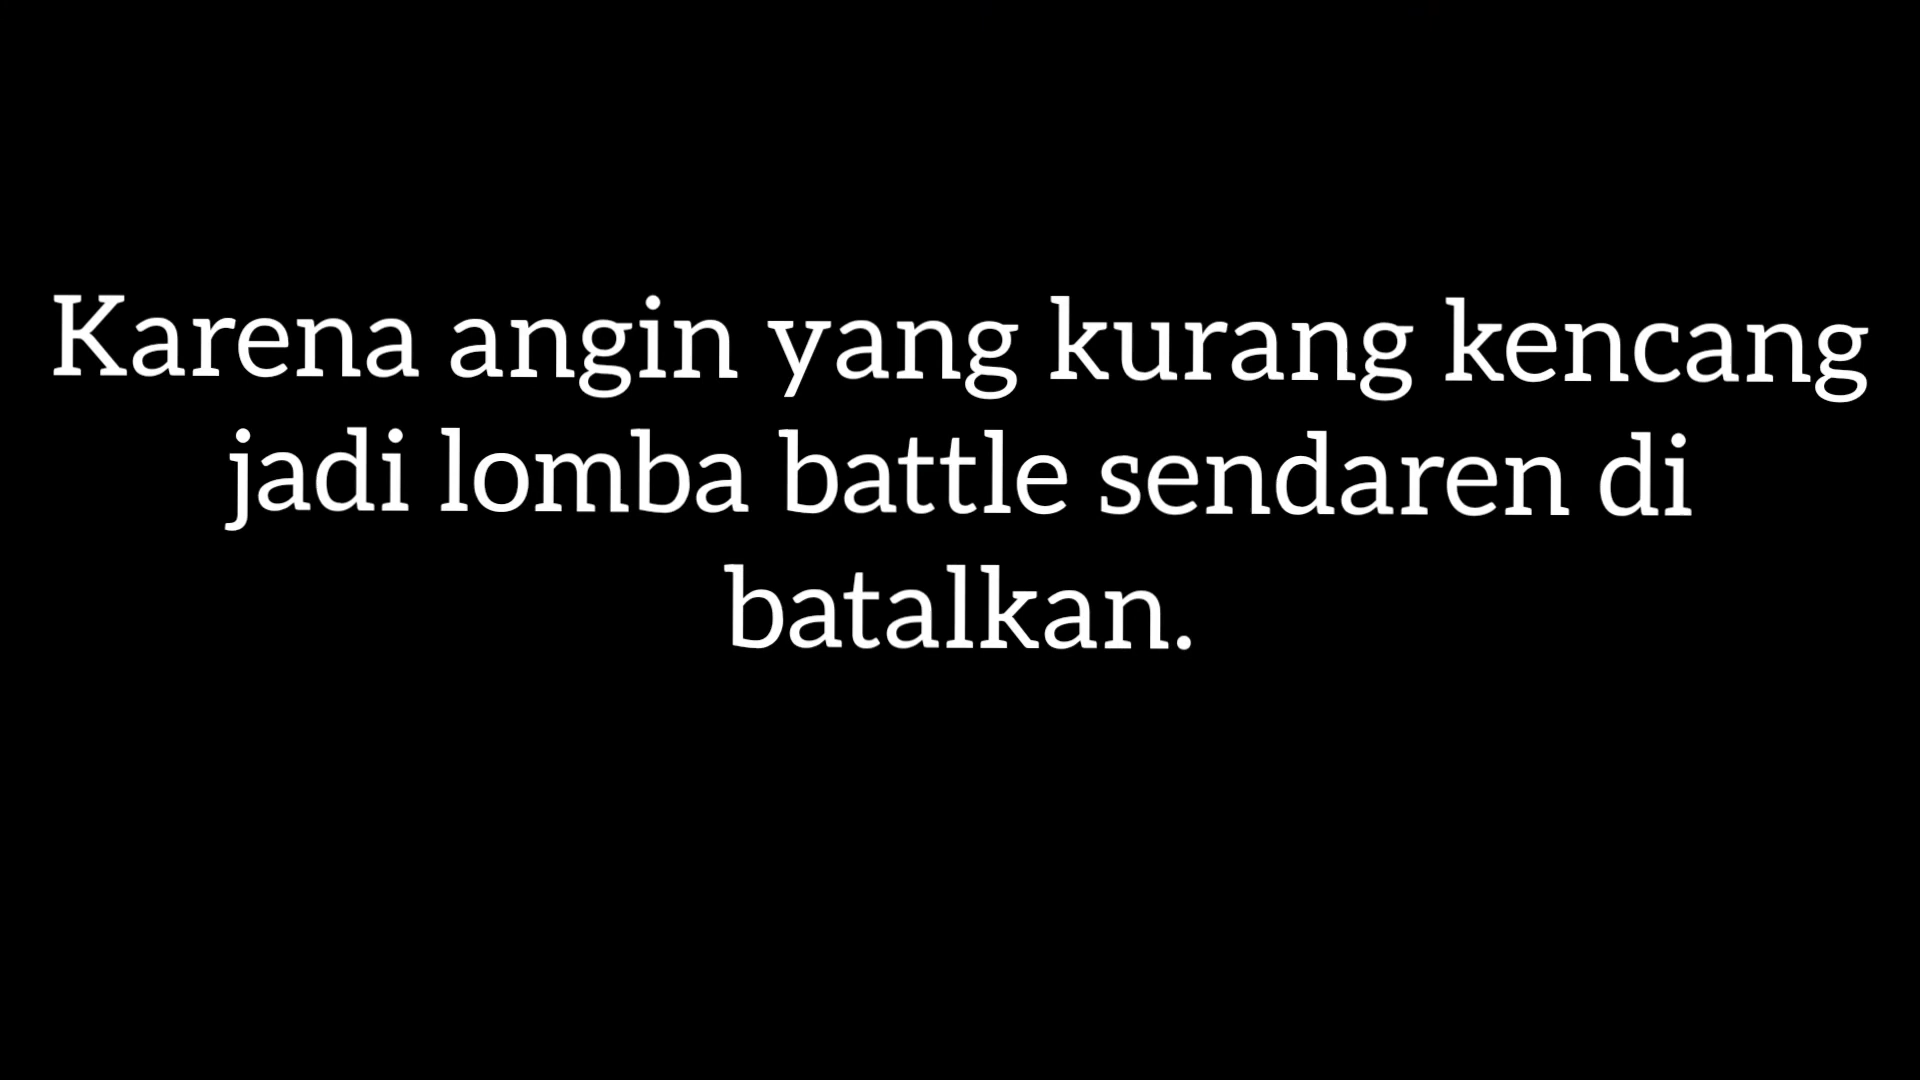 Karena angin yang kurang kencang
jadi lomba battle sendaren di
batalkan.